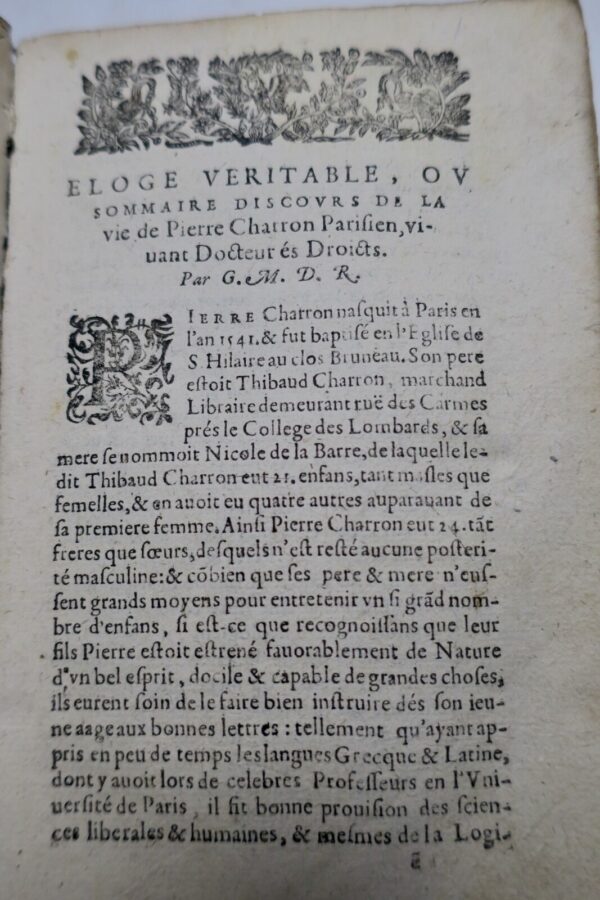 ELOGE VERITABLE, OV
SOMMAIRE DISCOVRS DE LA
vie de Pierre Charron Parisien, vi-
uant Docteur és Droicts.
Par G. M. D. R.
PIERRE Charron nasquit à Paris en
l'an 1541. & fut baptisé en l'Eglise de
S. Hilaire au clos Bruneau. Son pere
estoit Thibaud Charron, marchand
Libraire demeurant ruë des Carmes
prés le College des Lombards, & sa
mere se nommoit Nicole de la Barre, de laquelle le-
dit Thibaud Charron eut 21. enfans, tant masles que
femelles, & en auoit eu quatre autres auparauant de
sa premiere femme. Ainsi Pierre Charron eut 24. tãt
freres que sœurs, desquels n'est resté aucune posteri-
té masculine: & cõbien que ses pere & mere n'eus-
sent grands moyens pour entretenir vn si grãd nom-
bre d'enfans, si est-ce que recognoissans que leur
fils Pierre estoit estrené fauorablement de Nature
d'vn bel esprit, docile & capable de grandes choses,
ils eurent soin de le faire bien instruire dés son ieu-
ne aage aux bonnes lettres : tellement qu'ayant ap-
pris en peu de temps les langues Grecque & Latine,
dont y auoit lors de celebres Professeurs en l'Vni-
uersité de Paris, il fit bonne prouision des scien-
ces liberales & humaines, & mesmes de la Logi-
ã